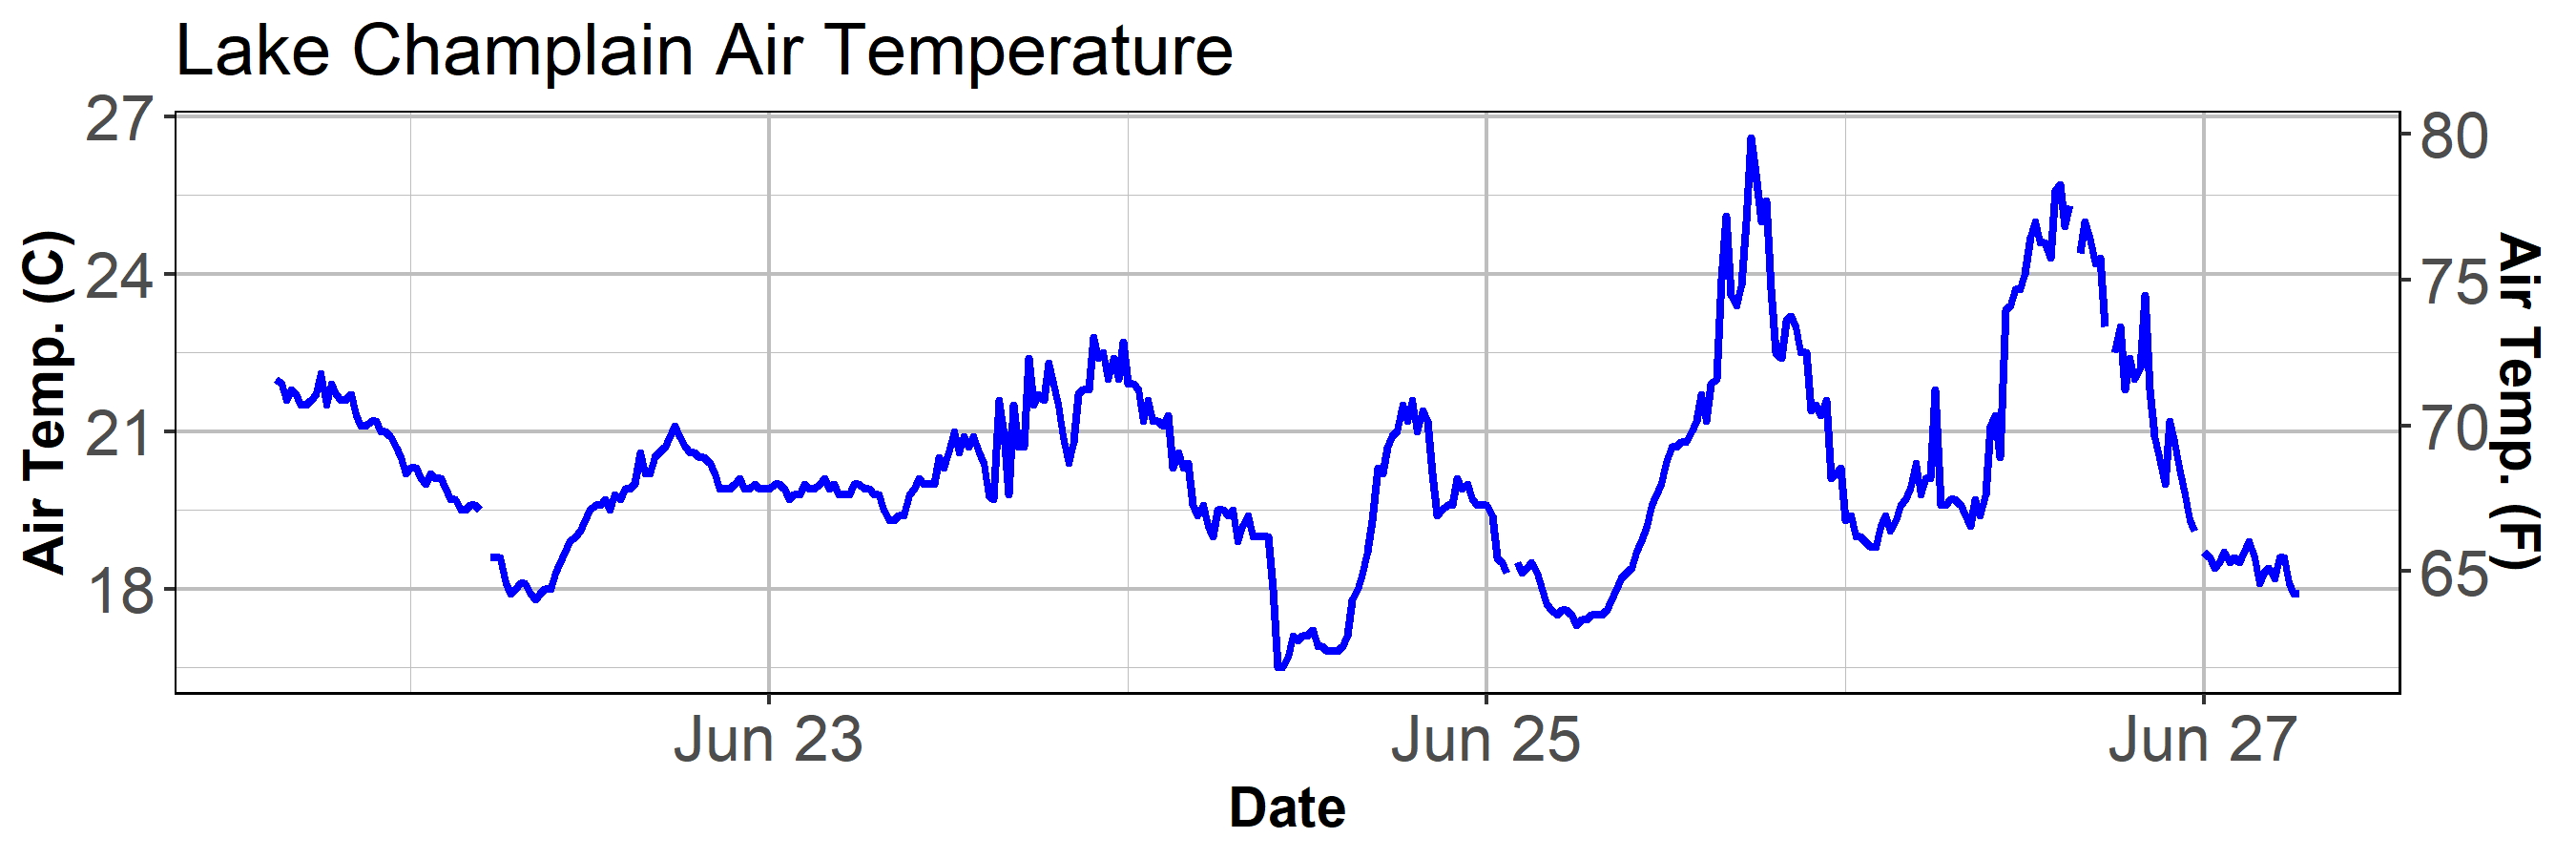 Lake Champlain Air Temperature
27
24
21
18
Air Temp. (C)
80
75
70
65
Air Temp. (F)
Jun 23
Jun 25
Jun 27
Date